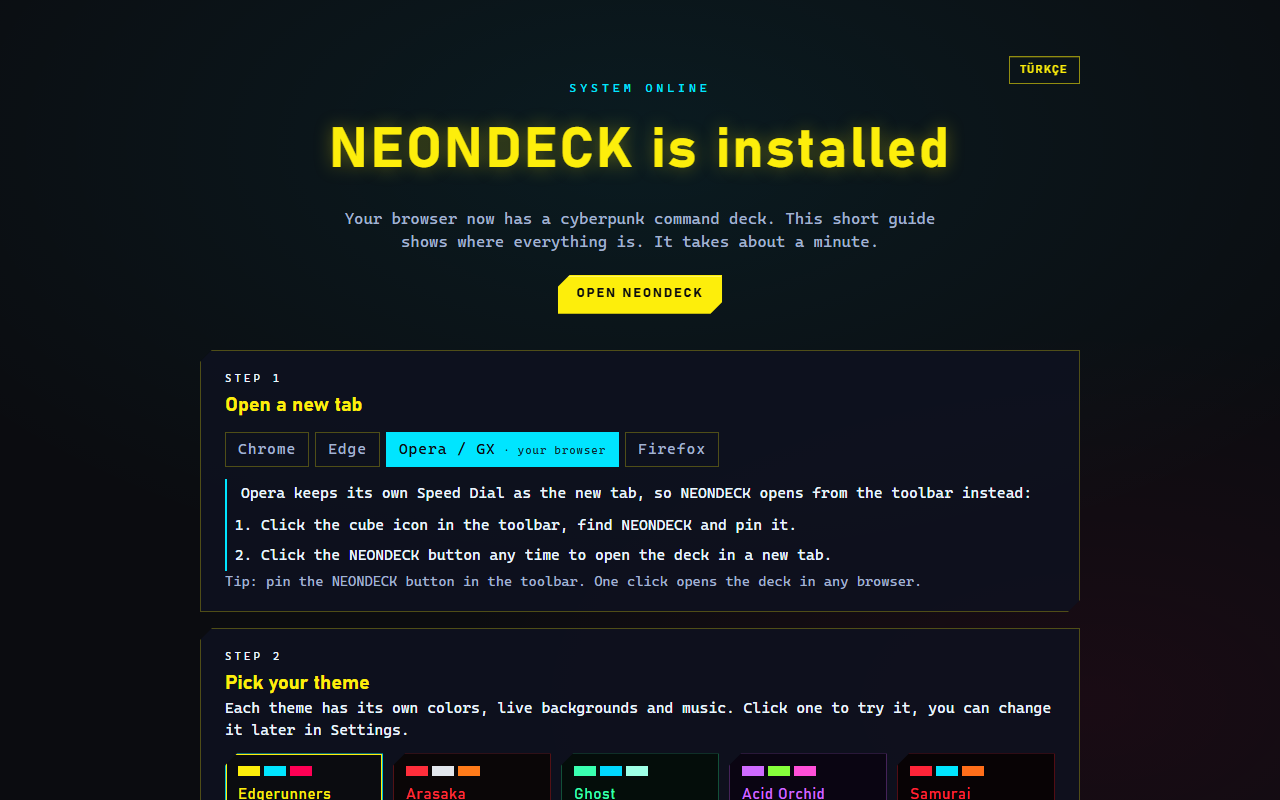 TÜRKÇE
SYSTEM ONLINE
NEONDECK is installed
Your browser now has a cyberpunk command deck. This short guide
shows where everything is. It takes about a minute.
OPEN NEONDECK
STEP 1
Open a new tab
Chrome
Edge
Opera / GX · your browser
Firefox
Opera keeps its own Speed Dial as the new tab, so NEONDECK opens from the toolbar instead:
1. Click the cube icon in the toolbar, find NEONDECK and pin it.
2. Click the NEONDECK button any time to open the deck in a new tab.
Tip: pin the NEONDECK button in the toolbar. One click opens the deck in any browser.
STEP 2
Pick your theme
Each theme has its own colors, live backgrounds and music. Click one to try it, you can change
it later in Settings.
Edgerunners
Arasaka
Ghost
Acid Orchid
Samurai